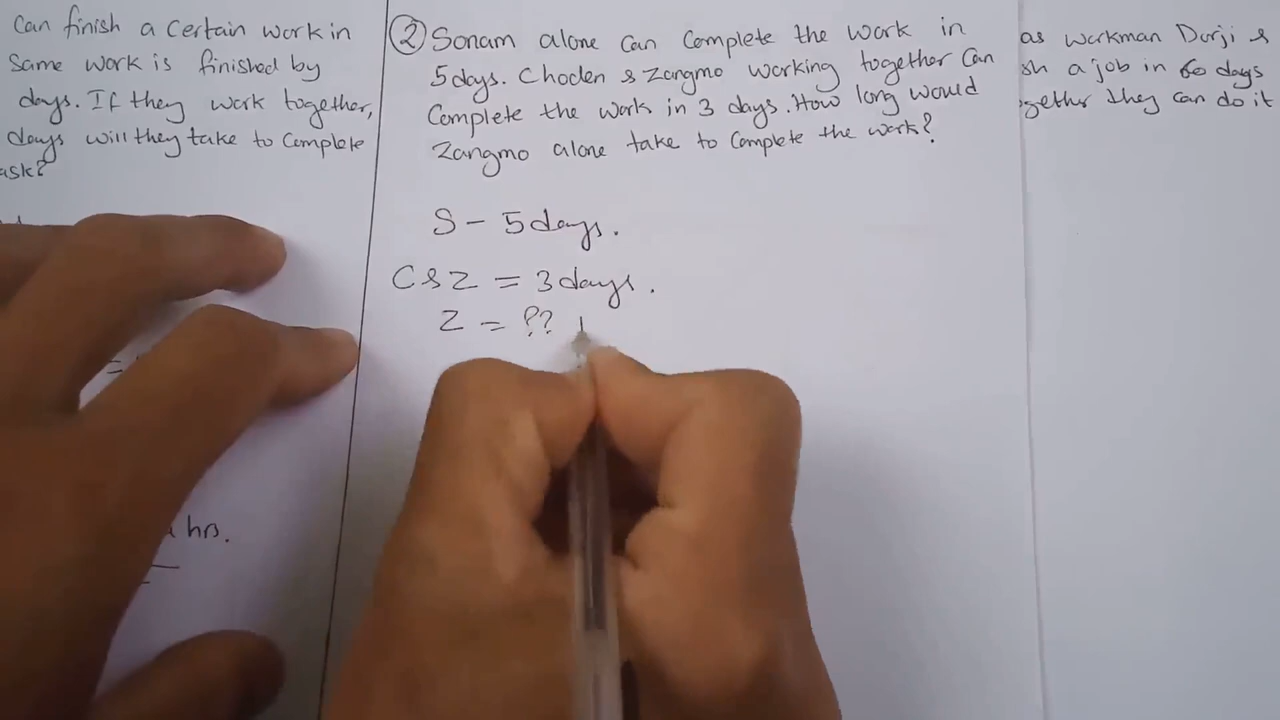 Can finish a certain work in
same work is finished by
days. If they work together,
days will they take to complete
ask?
= 
hrs.
② Sonam alone can complete the work in
5 days. Choden & Zangmo working together can
complete the work in 3 days. How long would
Zangmo alone take to complete the work?
S - 5 days.
C & Z = 3 days.
Z = ??
as workman Dorji &
sh a job in 60 days
gether they can do it